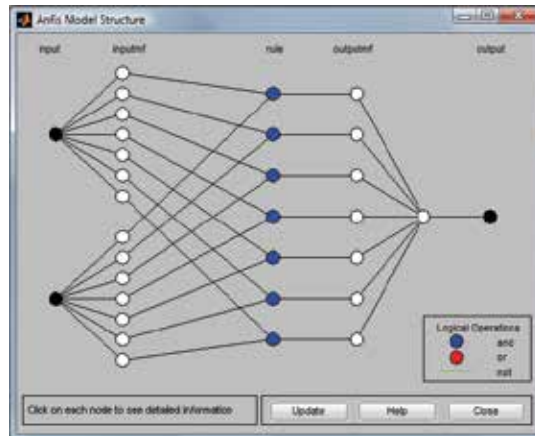 Anfis Model Structure
input inputmf rule outputmf output
Logical Operations
and
or
not
Click on each node to see detailed information
Update Help Close